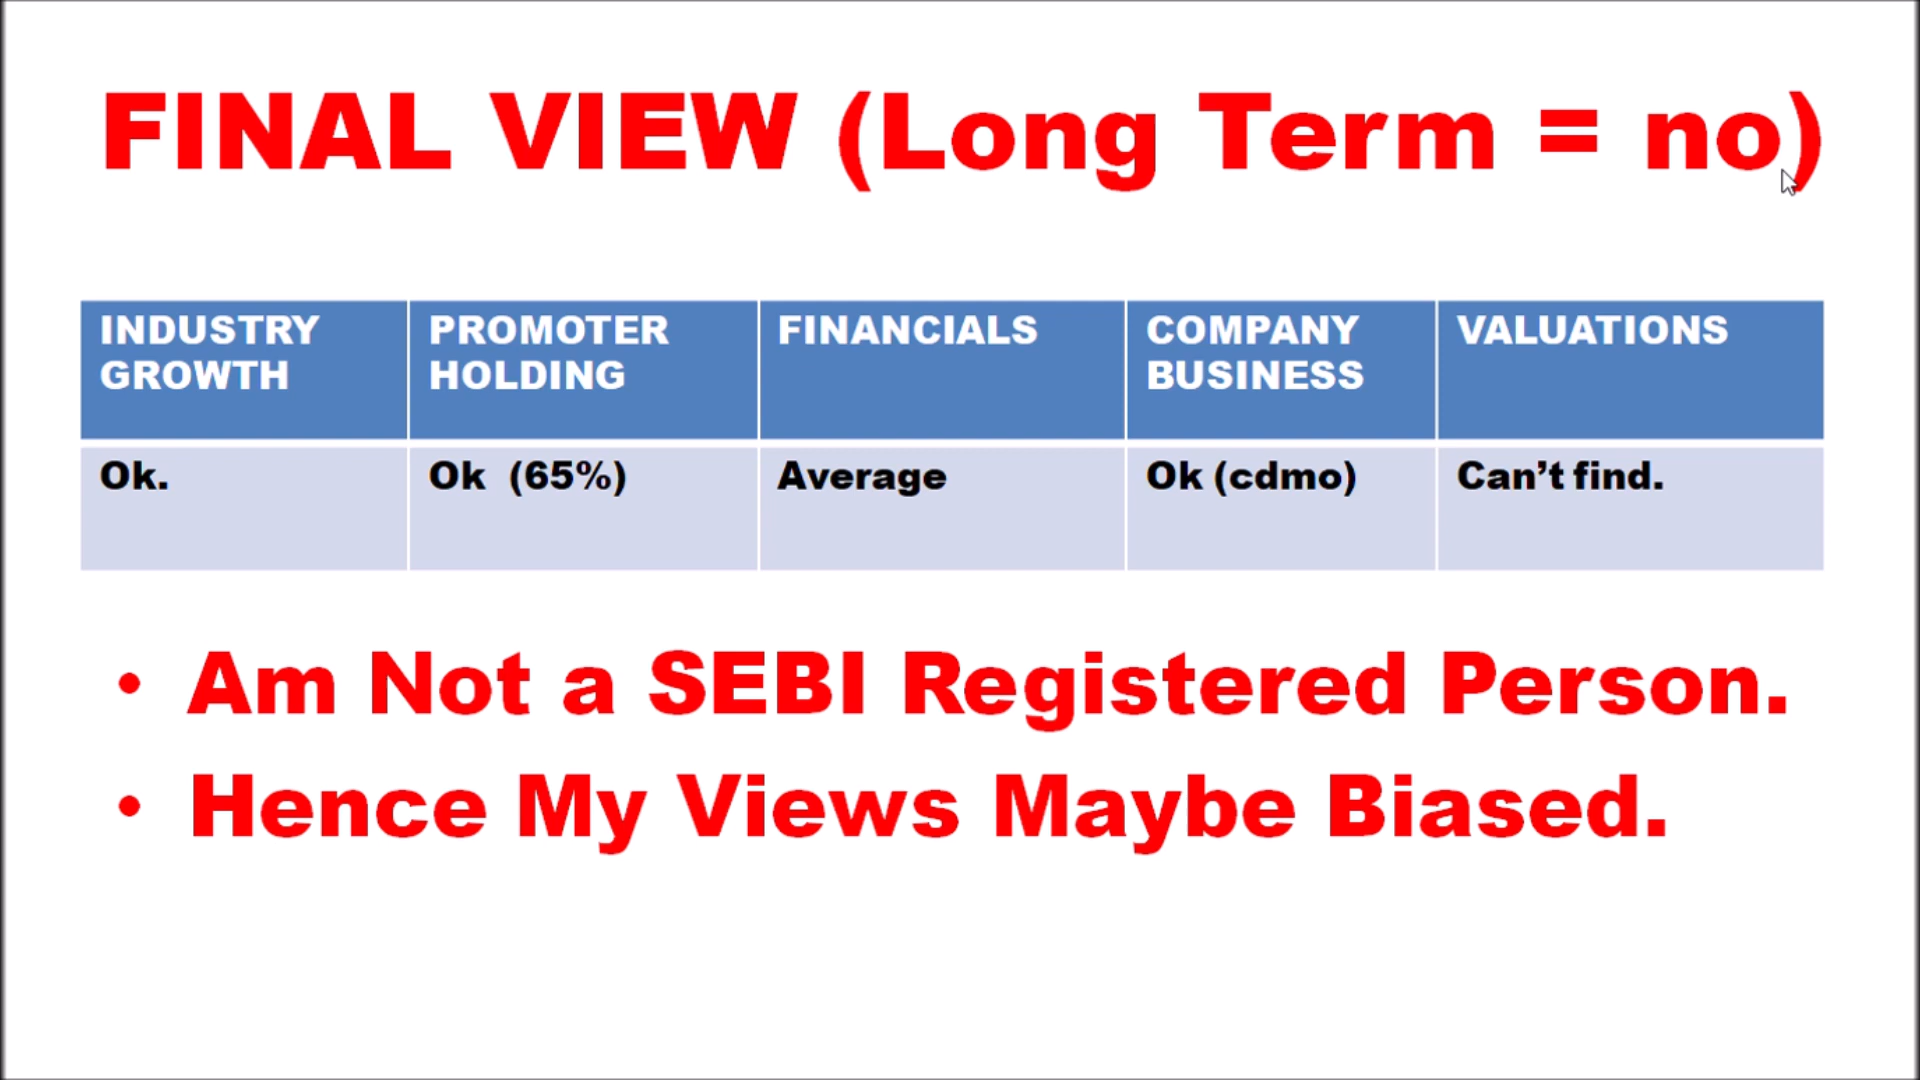 FINAL VIEW (Long Term = no)
INDUSTRY GROWTH
PROMOTER HOLDING
FINANCIALS
COMPANY BUSINESS
VALUATIONS
Ok.
Ok (65%)
Average
Ok (cdmo)
Can’t find.
• Am Not a SEBI Registered Person.
• Hence My Views Maybe Biased.